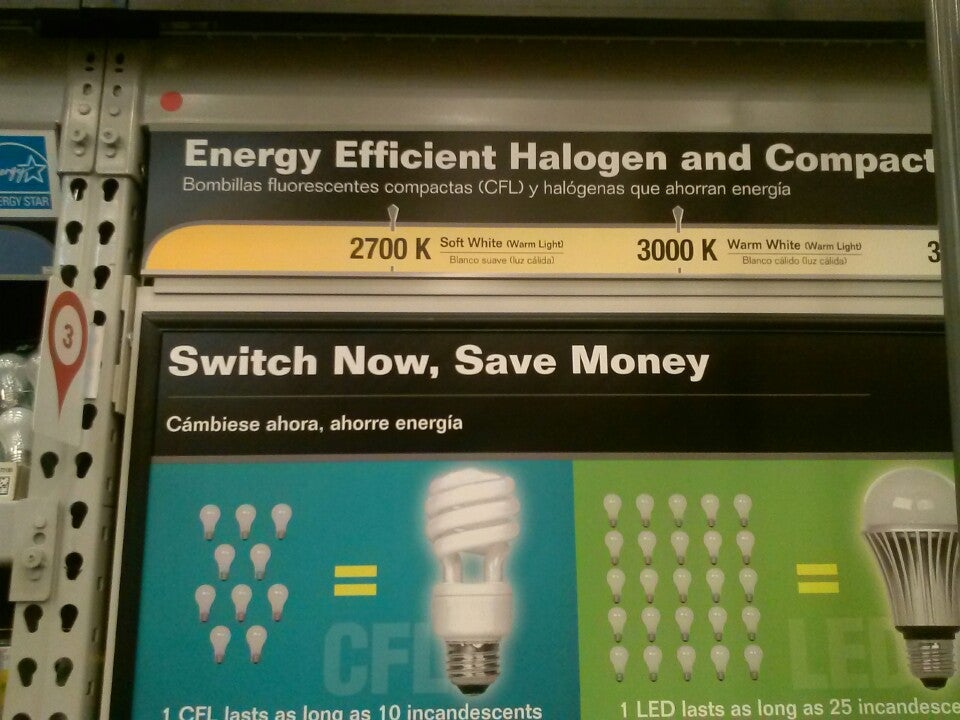 Energy Efficient Halogen and Compact
Bombillas fluorescentes compactas (CFL) y halógenas que ahorran energía
2700 K Soft White (Warm Light)
Blanco suave (luz cálida)
3000 K Warm White (Warm Light)
Blanco cálido (luz cálida)
3
ERGY STAR
3
Switch Now, Save Money
Cámbiese ahora, ahorre energía
= CFL
= LED
1 CFL lasts as long as 10 incandescents
1 LED lasts as long as 25 incandescents